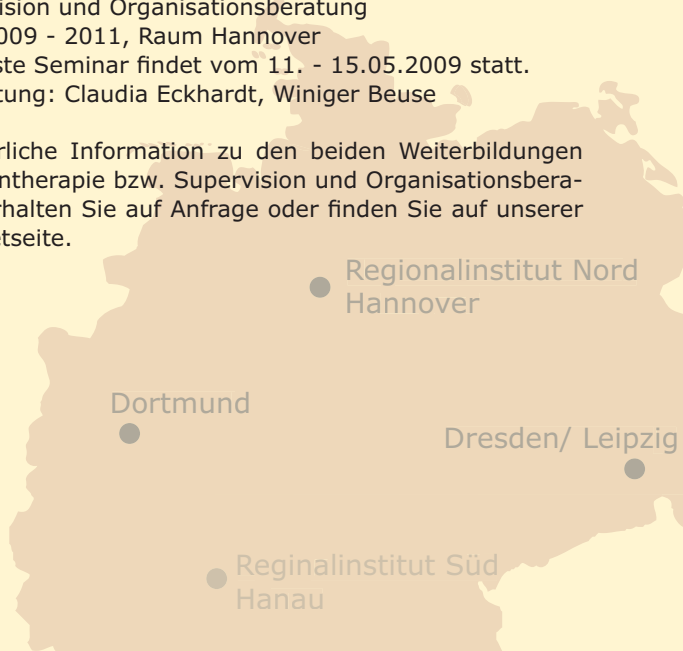 ision und Organisationsberatung
009 - 2011, Raum Hannover
ste Seminar findet vom 11. - 15.05.2009 statt.
tung: Claudia Eckhardt, Winiger Beuse
rliche Information zu den beiden Weiterbildungen
ntherapie bzw. Supervision und Organisationsbera-
rhalten Sie auf Anfrage oder finden Sie auf unserer
etseite.
Regionalinstitut Nord
Hannover
Dortmund
Dresden/ Leipzig
Reginalinstitut Süd
Hanau